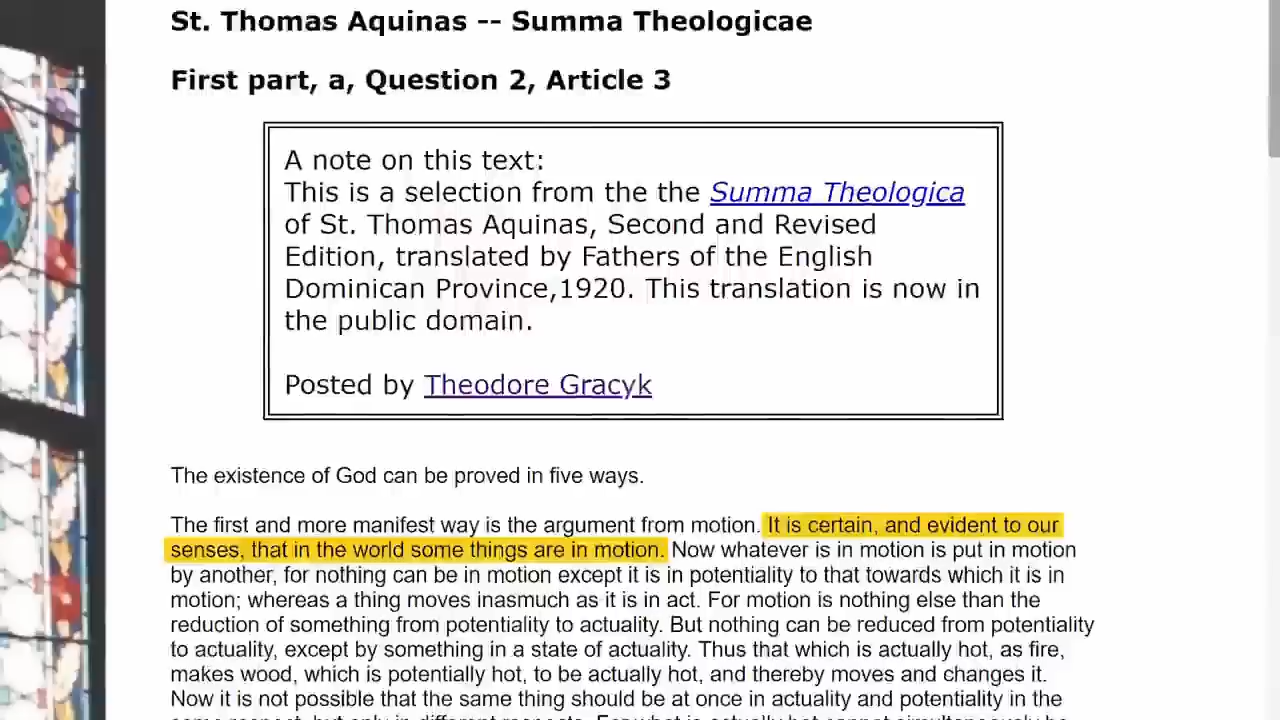 St. Thomas Aquinas -- Summa Theologicae
First part, a, Question 2, Article 3
A note on this text:
This is a selection from the the Summa Theologica
of St. Thomas Aquinas, Second and Revised
Edition, translated by Fathers of the English
Dominican Province,1920. This translation is now in
the public domain.
Posted by Theodore Gracyk
The existence of God can be proved in five ways.
The first and more manifest way is the argument from motion. It is certain, and evident to our
senses, that in the world some things are in motion. Now whatever is in motion is put in motion
by another, for nothing can be in motion except it is in potentiality to that towards which it is in
motion; whereas a thing moves inasmuch as it is in act. For motion is nothing else than the
reduction of something from potentiality to actuality. But nothing can be reduced from potentiality
to actuality, except by something in a state of actuality. Thus that which is actually hot, as fire,
makes wood, which is potentially hot, to be actually hot, and thereby moves and changes it.
Now it is not possible that the same thing should be at once in actuality and potentiality in the